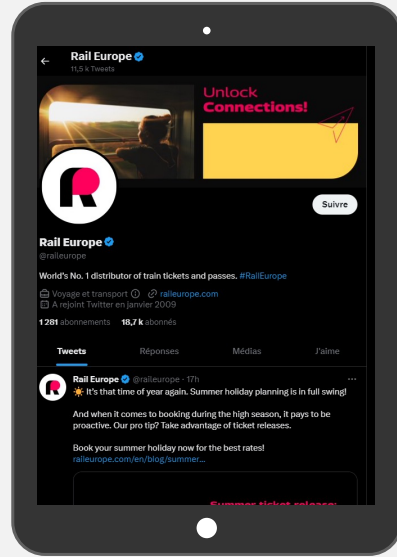 Rail Europe
11,5 k Tweets
Unlock
Connections!
R
Suivre
Rail Europe
@raileurope
World's No. 1 distributor of train tickets and passes. #RailEurope
Voyage et transport raileurope.com
A rejoint Twitter en janvier 2009
1 281 abonnements 18,7 k abonnés
Tweets Réponses Médias J'aime
Rail Europe @raileurope · 17h ...
It's that time of year again. Summer holiday planning is in full swing!
And when it comes to booking during the high season, it pays to be
proactive. Our pro tip? Take advantage of ticket releases.
Book your summer holiday now for the best rates!
raileurope.com/en/blog/summer...
Summer ticket release: